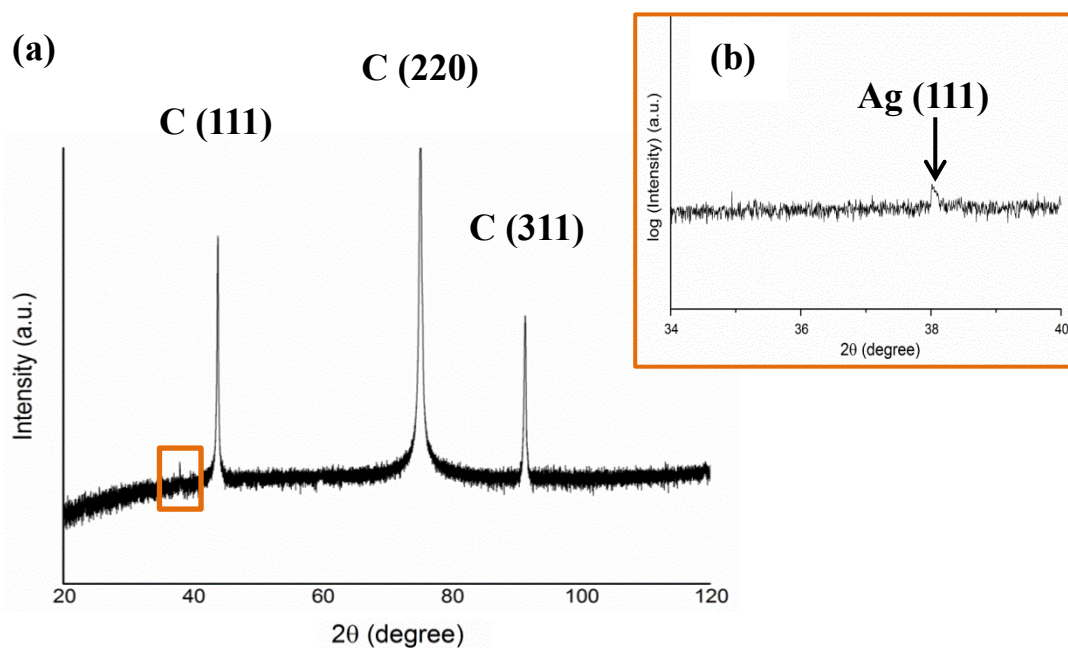 (a)
C (111)
C (220)
C (311)
Intensity (a.u.)
20 40 60 80 100 120
2θ (degree)
(b)
Ag (111)
log (Intensity) (a.u.)
34 36 38 40
2θ (degree)